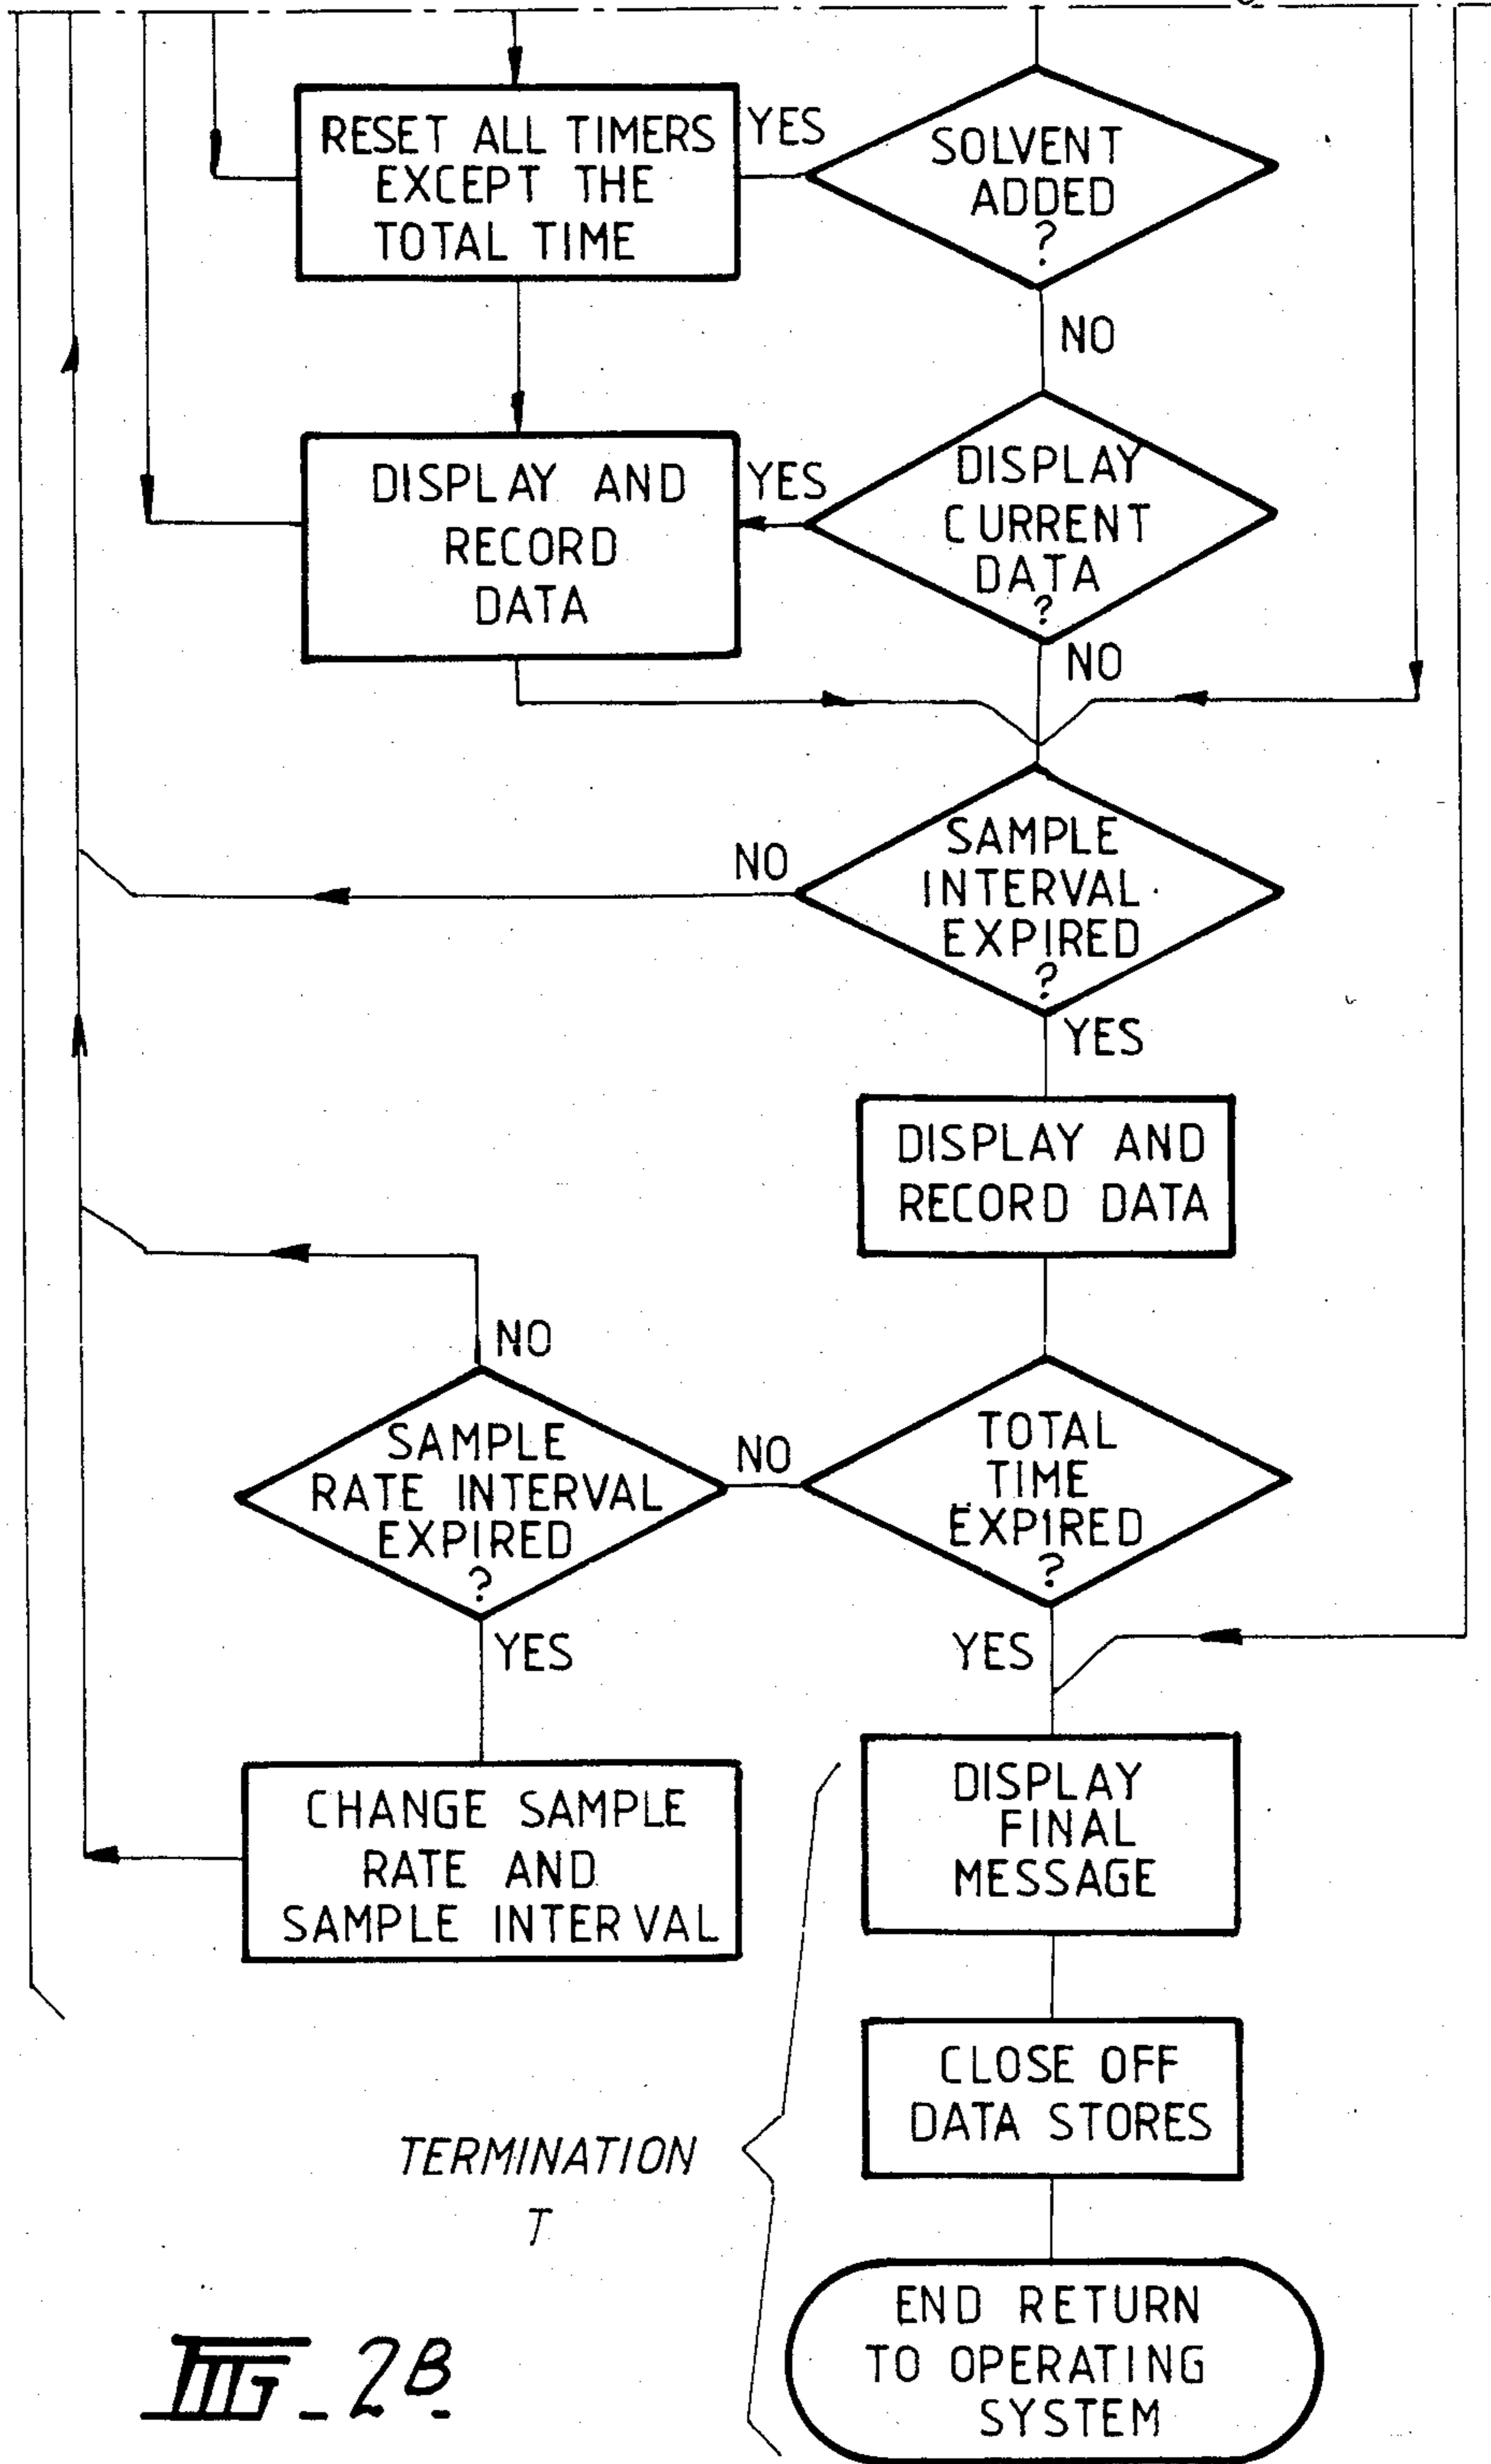 RESET ALL TIMERS
EXCEPT THE
TOTAL TIME
YES
SOLVENT
ADDED
?
NO
DISPLAY AND
RECORD
DATA
YES
DISPLAY
CURRENT
DATA
?
NO
SAMPLE
INTERVAL
EXPIRED
?
NO
YES
DISPLAY AND
RECORD DATA
NO
SAMPLE
RATE INTERVAL
EXPIRED
?
NO
TOTAL
TIME
EXPIRED
?
YES
YES
CHANGE SAMPLE
RATE AND
SAMPLE INTERVAL
DISPLAY
FINAL
MESSAGE
CLOSE OFF
DATA STORES
TERMINATION
T
END RETURN
TO OPERATING
SYSTEM
FIG_2B